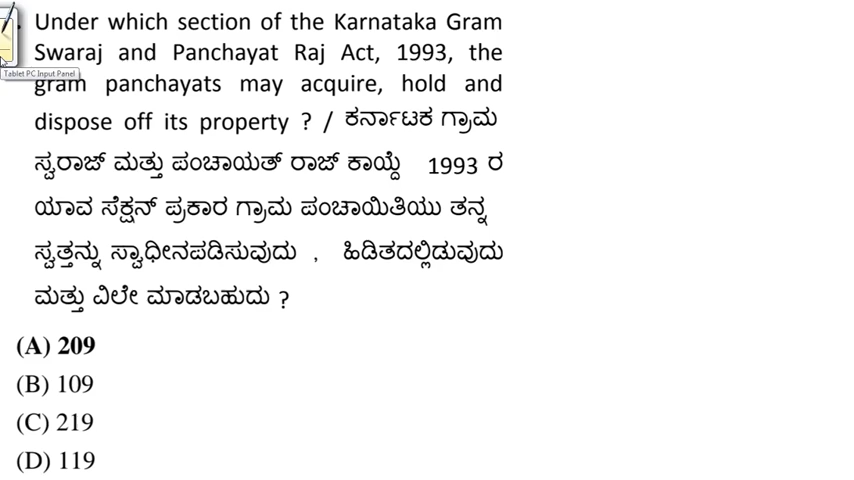 . Under which section of the Karnataka Gram
Swaraj and Panchayat Raj Act, 1993, the
Tablet PC Input Panel
gram panchayats may acquire, hold and
dispose off its property ? / ಕರ್ನಾಟಕ ಗ್ರಾಮ
ಸ್ವರಾಜ್ ಮತ್ತು ಪಂಚಾಯತ್ ರಾಜ್ ಕಾಯ್ದೆ 1993 ರ
ಯಾವ ಸೆಕ್ಷನ್ ಪ್ರಕಾರ ಗ್ರಾಮ ಪಂಚಾಯಿತಿಯು ತನ್ನ
ಸ್ವತ್ತನ್ನು ಸ್ವಾಧೀನಪಡಿಸುವುದು , ಹಿಡಿತದಲ್ಲಿಡುವುದು
ಮತ್ತು ವಿಲೇ ಮಾಡಬಹುದು ?
(A) 209
(B) 109
(C) 219
(D) 119